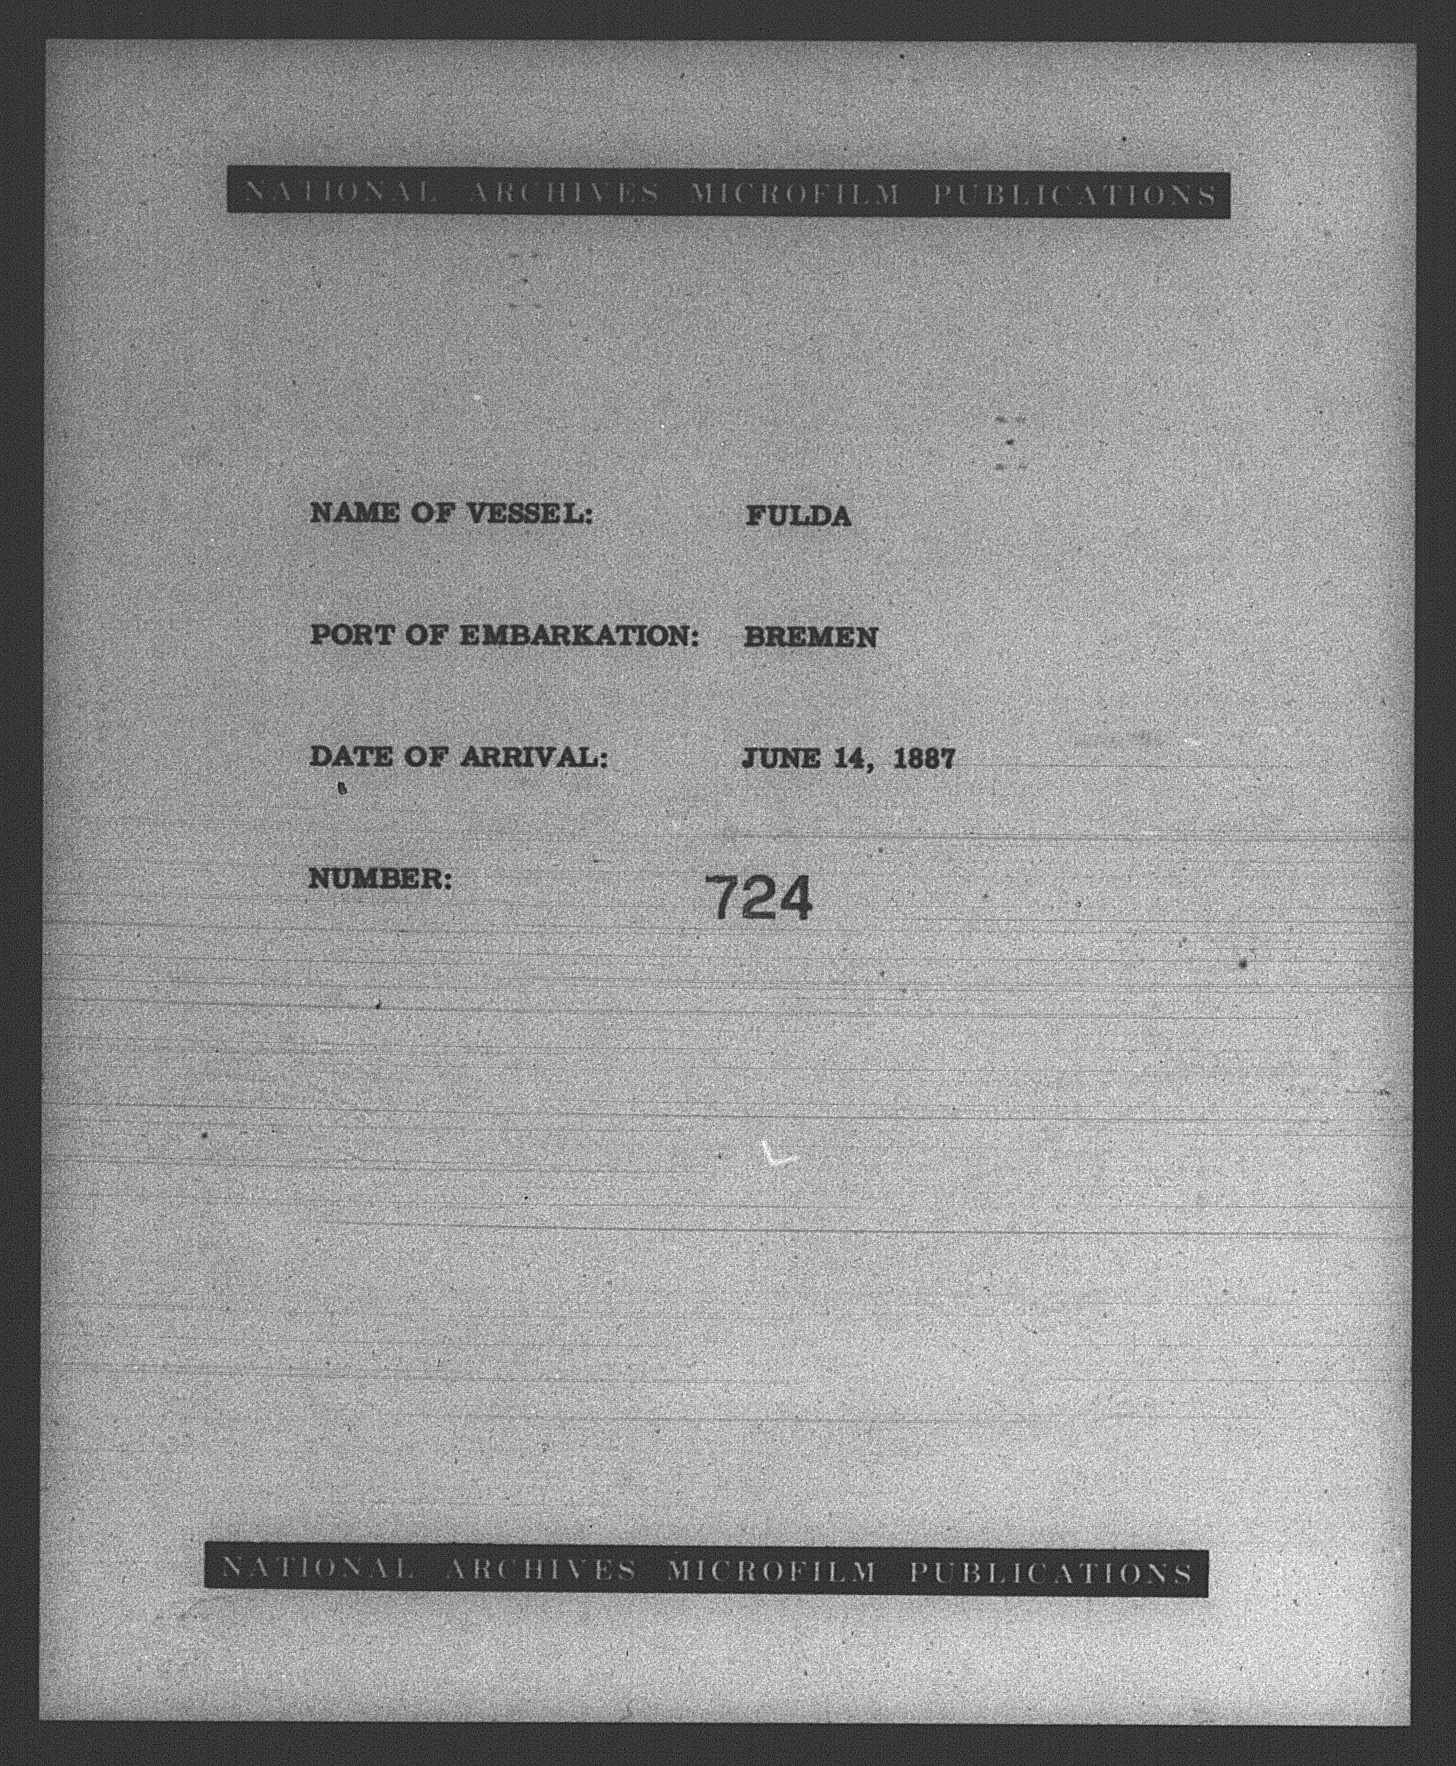 NATIONAL ARCHIVES MICROFILM PUBLICATIONS
NAME OF VESSEL: FULDA
PORT OF EMBARKATION: BREMEN
DATE OF ARRIVAL: JUNE 14, 1887
NUMBER: 724
NATIONAL ARCHIVES MICROFILM PUBLICATIONS